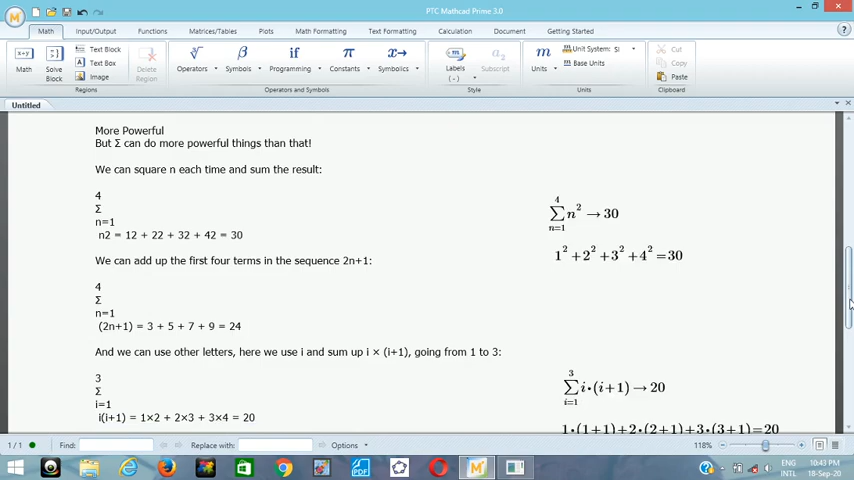 PTC Mathcad Prime 3.0
Math Input/Output Functions Matrices/Tables Plots Math Formatting Text Formatting Calculation Document Getting Started
Math
Solve Block
Text Block
Text Box
Image
Delete Region
Operators
Symbols
Programming
Constants
Symbolics
Labels
(-)
Subscript
Units
Unit System: SI
Base Units
Cut
Copy
Paste
Regions Operators and Symbols Style Units Clipboard
Untitled
More Powerful
But Σ can do more powerful things than that!
We can square n each time and sum the result:
4
Σ
n=1
n2 = 12 + 22 + 32 + 42 = 30
4
∑ n² → 30
n=1
1² + 2² + 3² + 4² = 30
We can add up the first four terms in the sequence 2n+1:
4
Σ
n=1
(2n+1) = 3 + 5 + 7 + 9 = 24
And we can use other letters, here we use i and sum up i × (i+1), going from 1 to 3:
3
Σ
i=1
i(i+1) = 1×2 + 2×3 + 3×4 = 20
3
∑ i•(i+1) → 20
i=1
1•(1+1)+2•(2+1)+3•(3+1)=20
1 / 1 Find: Replace with: Options 118%
ENG
INTL
10:43 PM
18-Sep-20